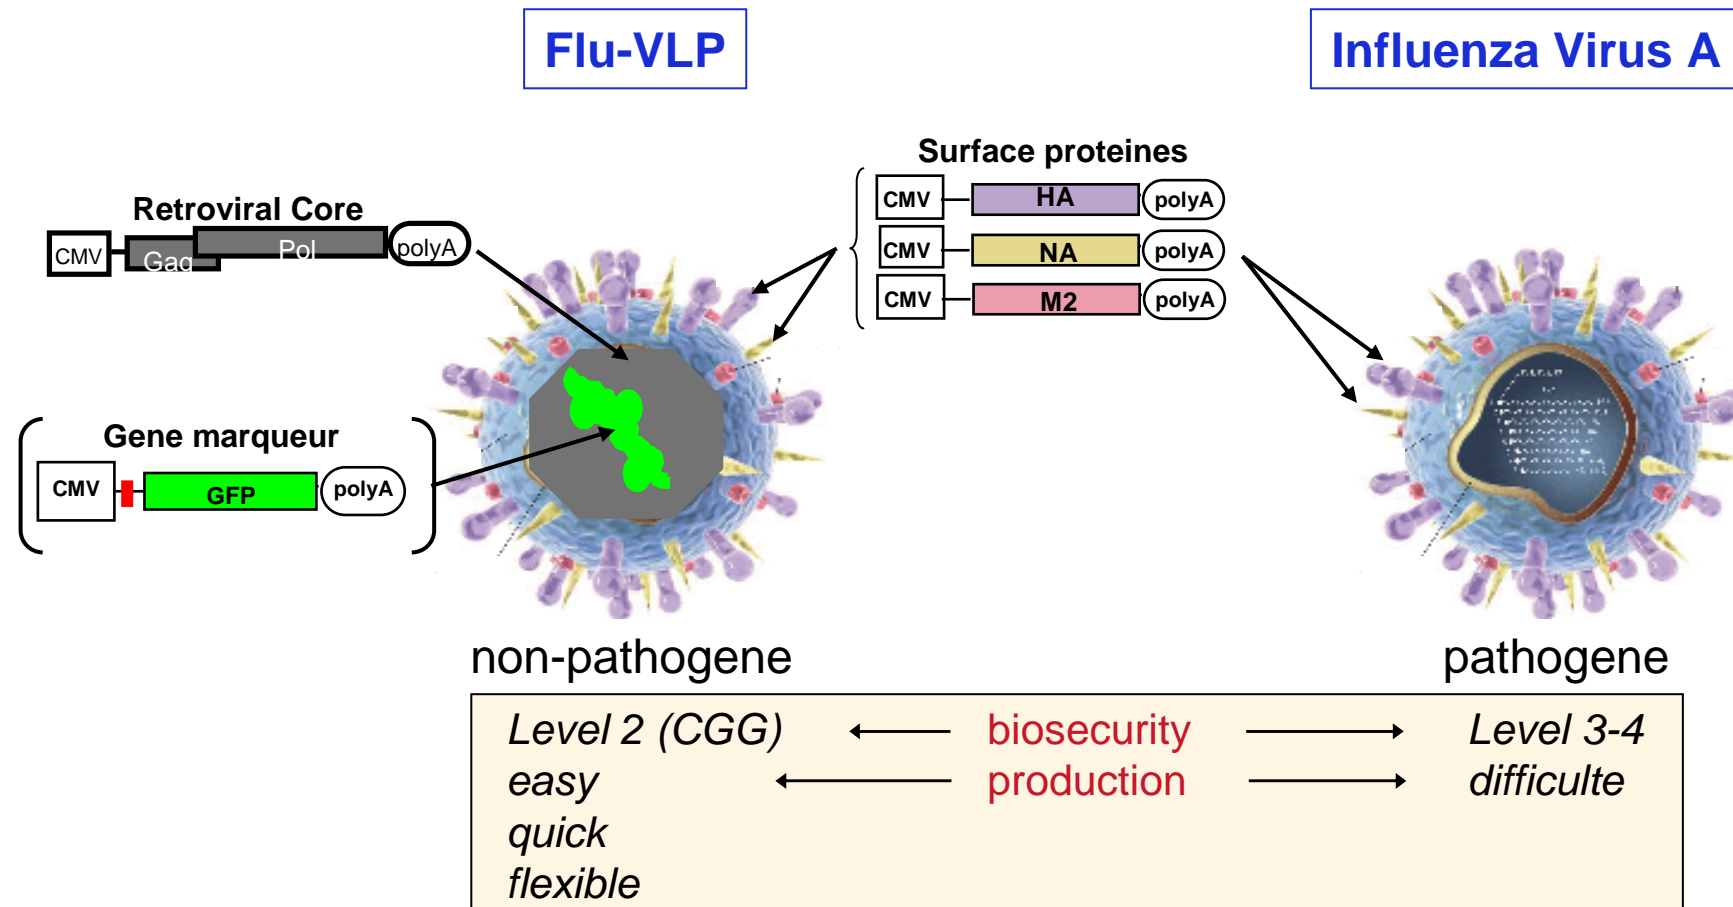 Flu-VLP
Influenza Virus A
Surface proteines
CMV HA polyA
CMV NA polyA
CMV M2 polyA
Retroviral Core
CMV Gag Pol polyA
Gene marqueur
CMV GFP polyA
non-pathogene
pathogene
Level 2 (CGG) biosecurity Level 3-4
easy production difficulte
quick
flexible